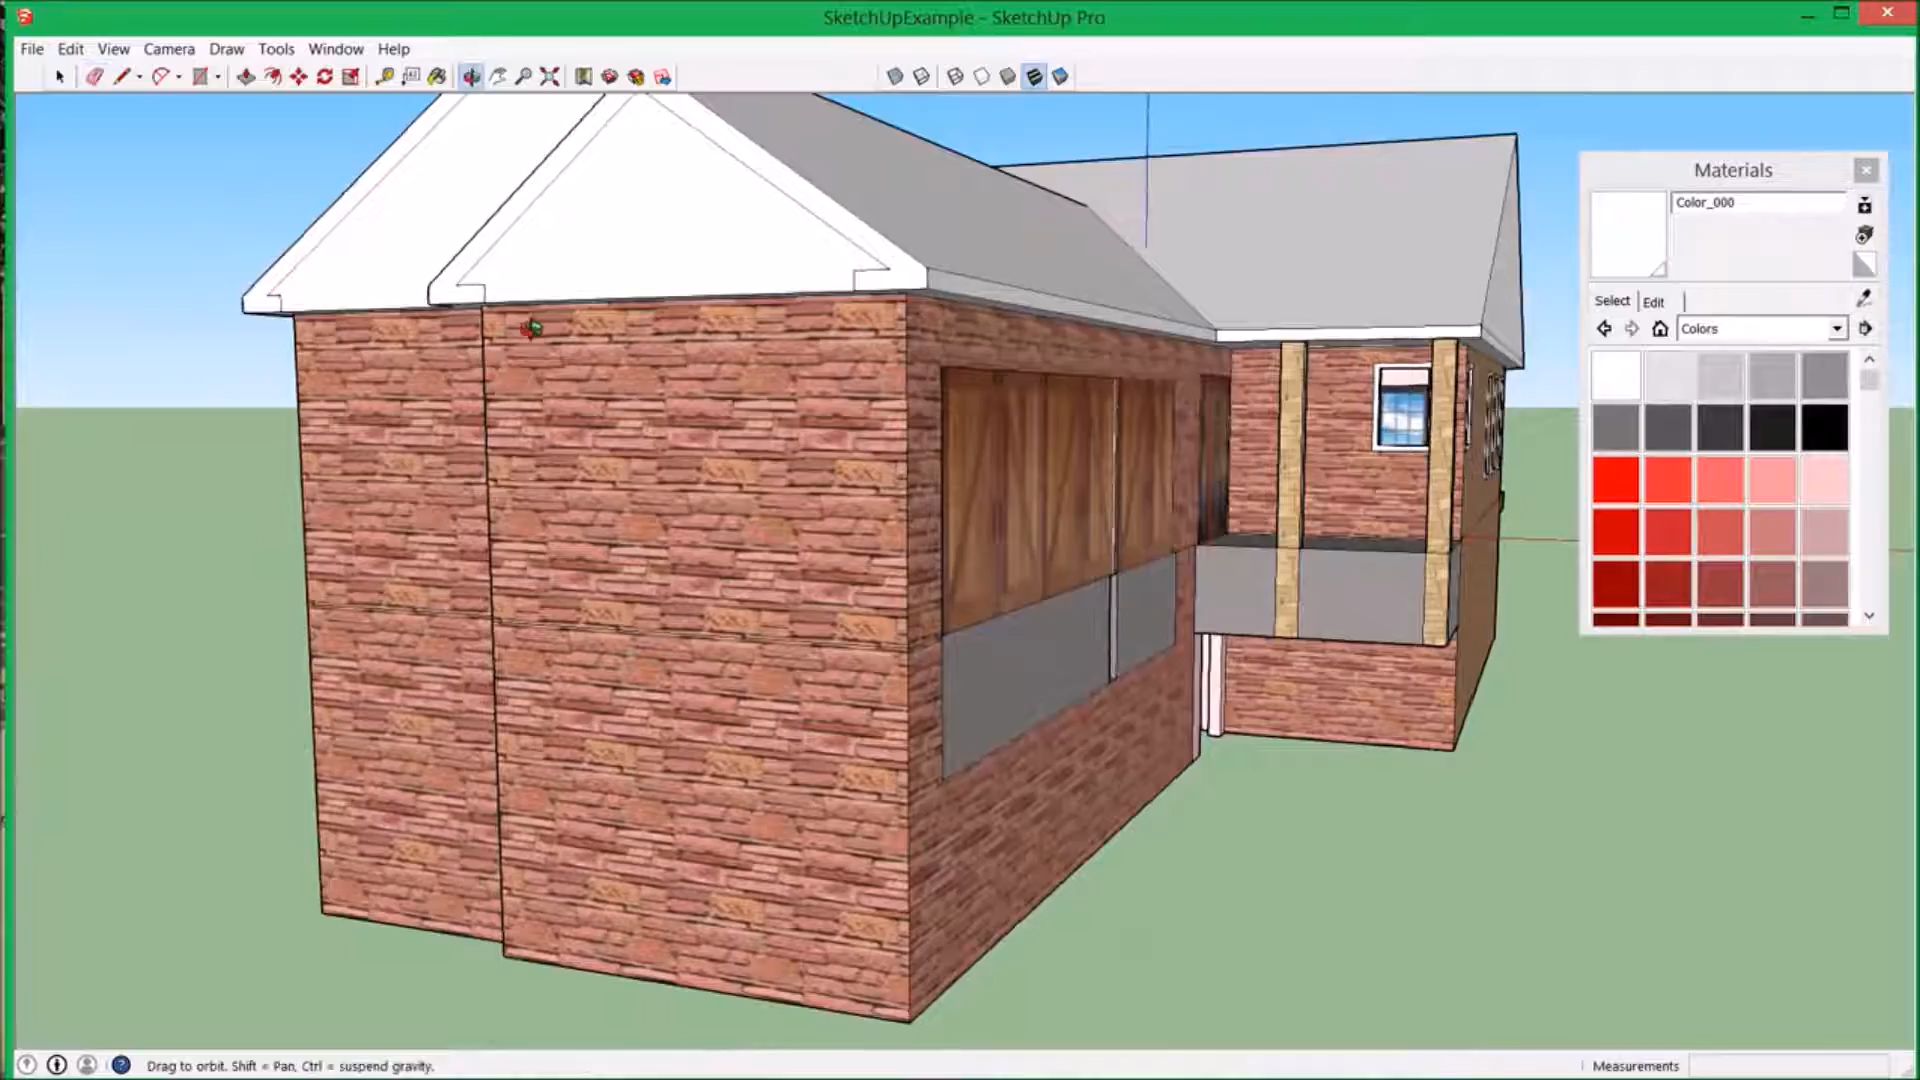 SketchUpExample - SketchUp Pro
File Edit View Camera Draw Tools Window Help
Materials
Color_000
Select Edit
Colors
Drag to orbit. Shift = Pan, Ctrl = suspend gravity.
Measurements